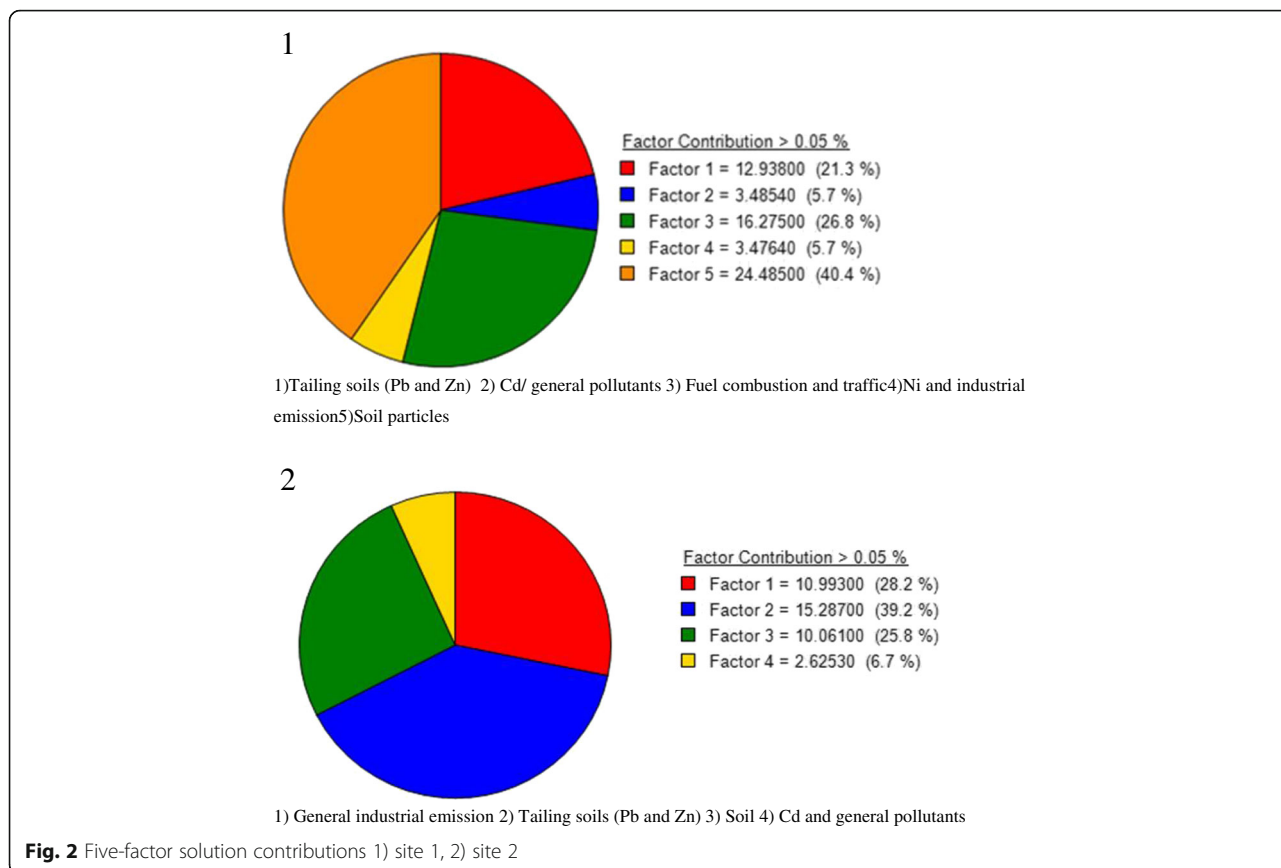 1
Factor Contribution > 0.05 %
Factor 1 = 12.93800 (21.3 %)
Factor 2 = 3.48540 (5.7 %)
Factor 3 = 16.27500 (26.8 %)
Factor 4 = 3.47640 (5.7 %)
Factor 5 = 24.48500 (40.4 %)
1)Tailing soils (Pb and Zn) 2) Cd/ general pollutants 3) Fuel combustion and traffic4)Ni and industrial
emission5)Soil particles
2
Factor Contribution > 0.05 %
Factor 1 = 10.99300 (28.2 %)
Factor 2 = 15.28700 (39.2 %)
Factor 3 = 10.06100 (25.8 %)
Factor 4 = 2.62530 (6.7 %)
1) General industrial emission 2) Tailing soils (Pb and Zn) 3) Soil 4) Cd and general pollutants
Fig. 2 Five-factor solution contributions 1) site 1, 2) site 2